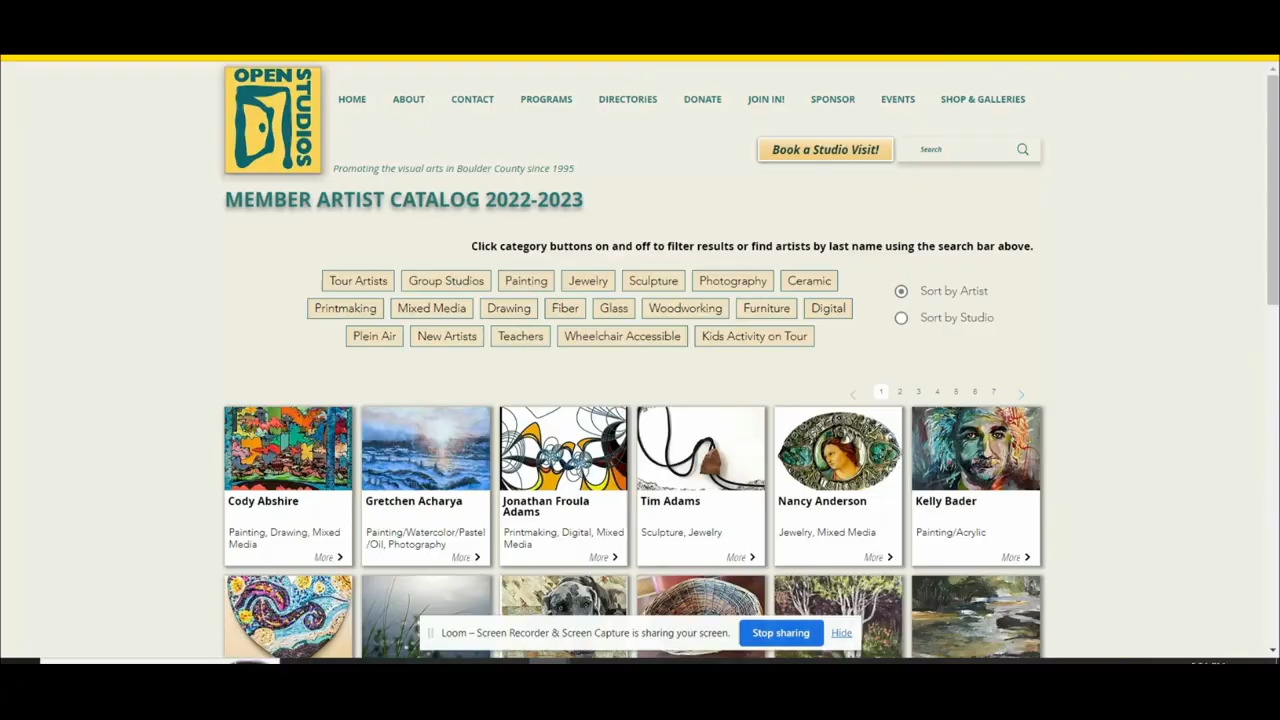 OPEN STUDIOS
HOME ABOUT CONTACT PROGRAMS DIRECTORIES DONATE JOIN IN! SPONSOR EVENTS SHOP & GALLERIES
Book a Studio Visit! Search
Promoting the visual arts in Boulder County since 1995
MEMBER ARTIST CATALOG 2022-2023
Click category buttons on and off to filter results or find artists by last name using the search bar above.
Tour Artists Group Studios Painting Jewelry Sculpture Photography Ceramic
Sort by Artist
Printmaking Mixed Media Drawing Fiber Glass Woodworking Furniture Digital
Sort by Studio
Plein Air New Artists Teachers Wheelchair Accessible Kids Activity on Tour
1 2 3 4 5 6 7
Cody Abshire
Painting, Drawing, Mixed
Media
More
Gretchen Acharya
Painting/Watercolor/Pastel
/Oil, Photography
More
Jonathan Froula
Adams
Printmaking, Digital, Mixed
Media
More
Tim Adams
Sculpture, Jewelry
More
Nancy Anderson
Jewelry, Mixed Media
More
Kelly Bader
Painting/Acrylic
More
Loom – Screen Recorder & Screen Capture is sharing your screen. Stop sharing Hide